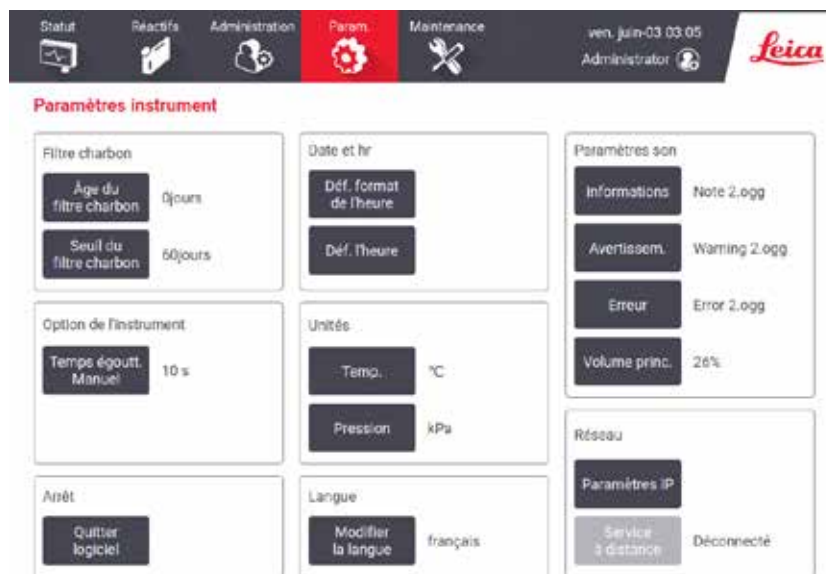 Statut
Réactifs
Administration
Param.
Maintenance
ven. juin-03 03:05
Administrator
Leica
Paramètres instrument
Filtre charbon
Âge du
filtre charbon
0jours
Seuil du
filtre charbon
60jours
Date et hr
Déf. format
de l'heure
Déf. l'heure
Paramètres son
Informations
Note 2.ogg
Avertissem.
Warning 2.ogg
Erreur
Error 2.ogg
Volume princ.
26%
Option de l'instrument
Temps égoutt.
Manuel
10 s
Unités
Temp.
°C
Pression
kPa
Réseau
Paramètres IP
Service
à distance
Déconnecté
Arrêt
Quitter
logiciel
Langue
Modifier
la langue
français